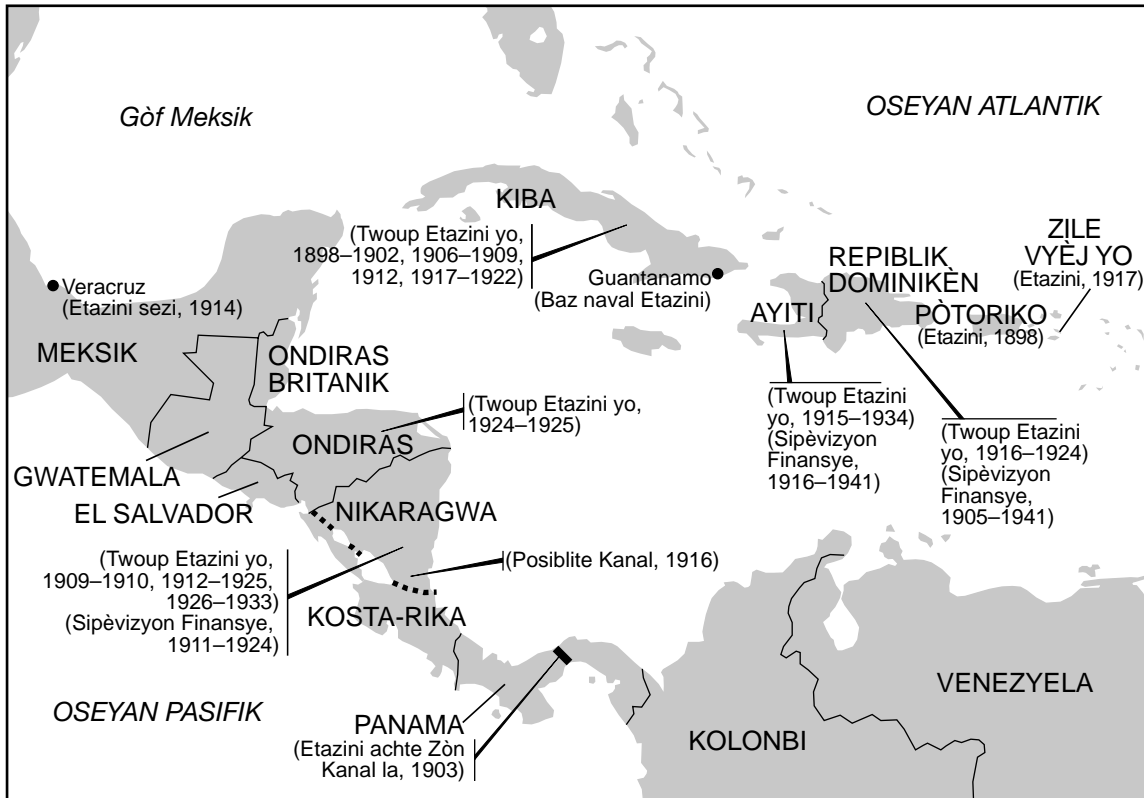 Gòf Meksik
OSEYAN ATLANTIK
KIBA
(Twoup Etazini yo,
1898–1902, 1906–1909,
1912, 1917–1922)
Guantanamo
(Baz naval Etazini)
ZILE
VYÈJ YO
(Etazini, 1917)
REPIBLIK
DOMINIKÈN
AYITI
PÒTORIKO
(Etazini, 1898)
Veracruz
(Etazini sezi, 1914)
MEKSIK
ONDIRAS
BRITANIK
(Twoup Etazini yo,
1924–1925)
(Twoup Etazini
yo, 1915–1934)
(Sipèvizyon
Finansye,
1916–1941)
(Twoup Etazini
yo, 1916–1924)
(Sipèvizyon
Finansye,
1905–1941)
ONDIRAS
GWATEMALA
EL SALVADOR
NIKARAGWA
(Twoup Etazini yo,
1909–1910, 1912–1925,
1926–1933)
(Sipèvizyon Finansye,
1911–1924)
(Posiblite Kanal, 1916)
KOSTA-RIKA
OSEYAN PASIFIK
PANAMA
(Etazini achte Zòn
Kanal la, 1903)
KOLONBI
VENEZYELA